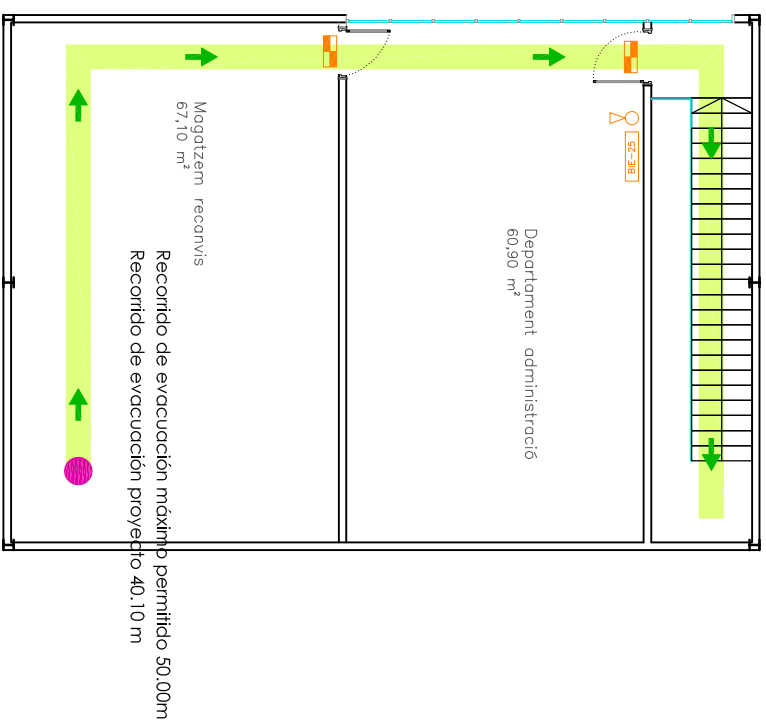 Magatzem recanvis
67,10 m²
Recorrido de evacuación máximo permitido 50.00m
Recorrido de evacuación proyecto 40.10 m
Departament administració
60,90 m²
BIE-25